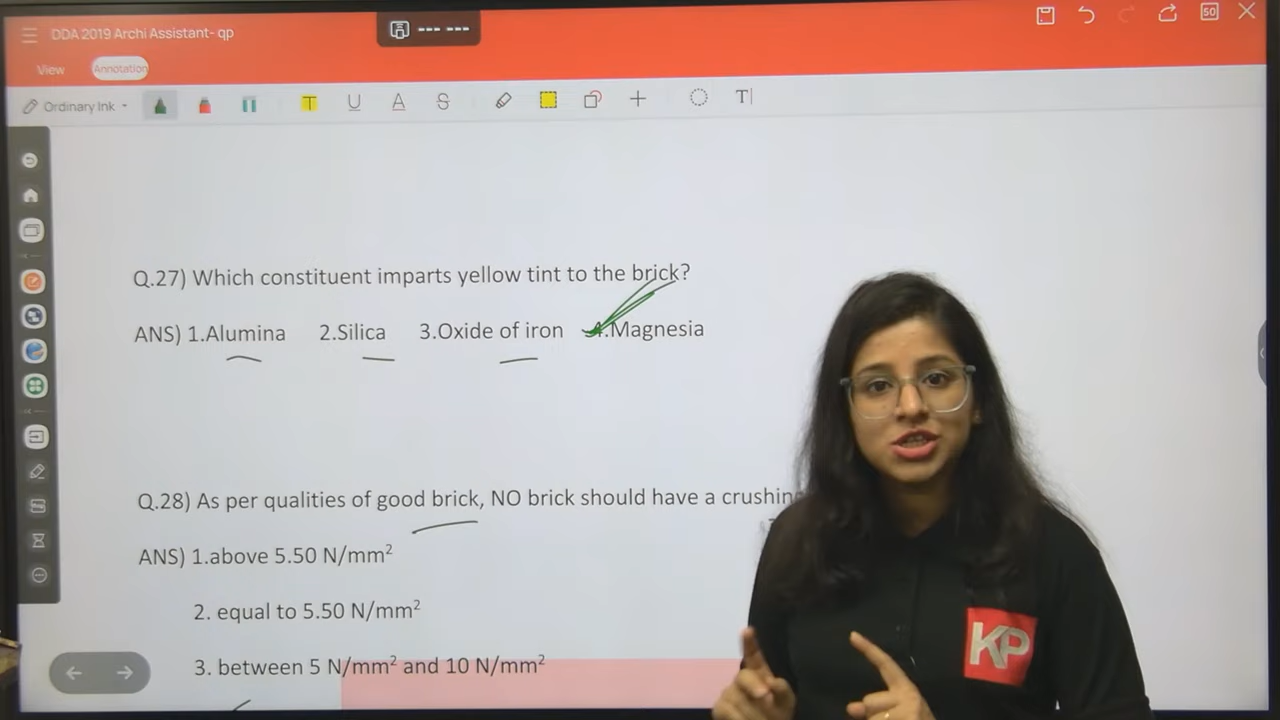 DDA 2019 Archi Assistant- qp
50
View
Annotation
Ordinary Ink
T U A S T
Q.27) Which constituent imparts yellow tint to the brick?
ANS) 1.Alumina 2.Silica 3.Oxide of iron 4.Magnesia
Q.28) As per qualities of good brick, NO brick should have a crushing
ANS) 1.above 5.50 N/mm²
2. equal to 5.50 N/mm²
3. between 5 N/mm² and 10 N/mm²
KP